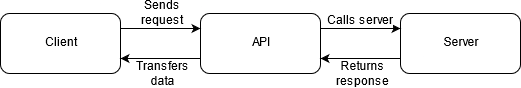 Sends
request
Calls server
Client
API
Server
Transfers
data
Returns
response